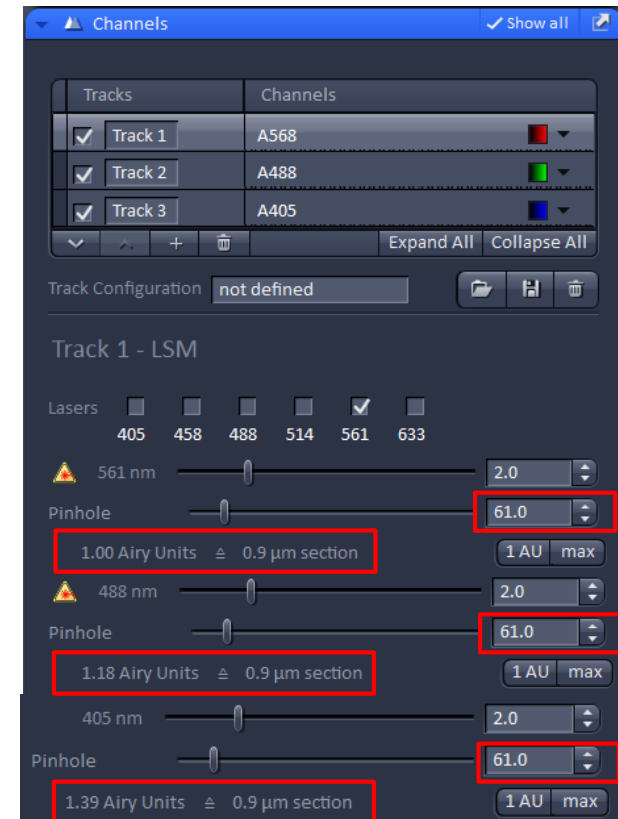 Channels Show all
Tracks Channels
Track 1 A568
Track 2 A488
Track 3 A405
+ Expand All Collapse All
Track Configuration not defined
Track 1 - LSM
Lasers
405 458 488 514 561 633
561 nm 2.0
Pinhole 61.0
1.00 Airy Units ≙ 0.9 µm section 1 AU max
488 nm 2.0
Pinhole 61.0
1.18 Airy Units ≙ 0.9 µm section 1 AU max
405 nm 2.0
Pinhole 61.0
1.39 Airy Units ≙ 0.9 µm section 1 AU max